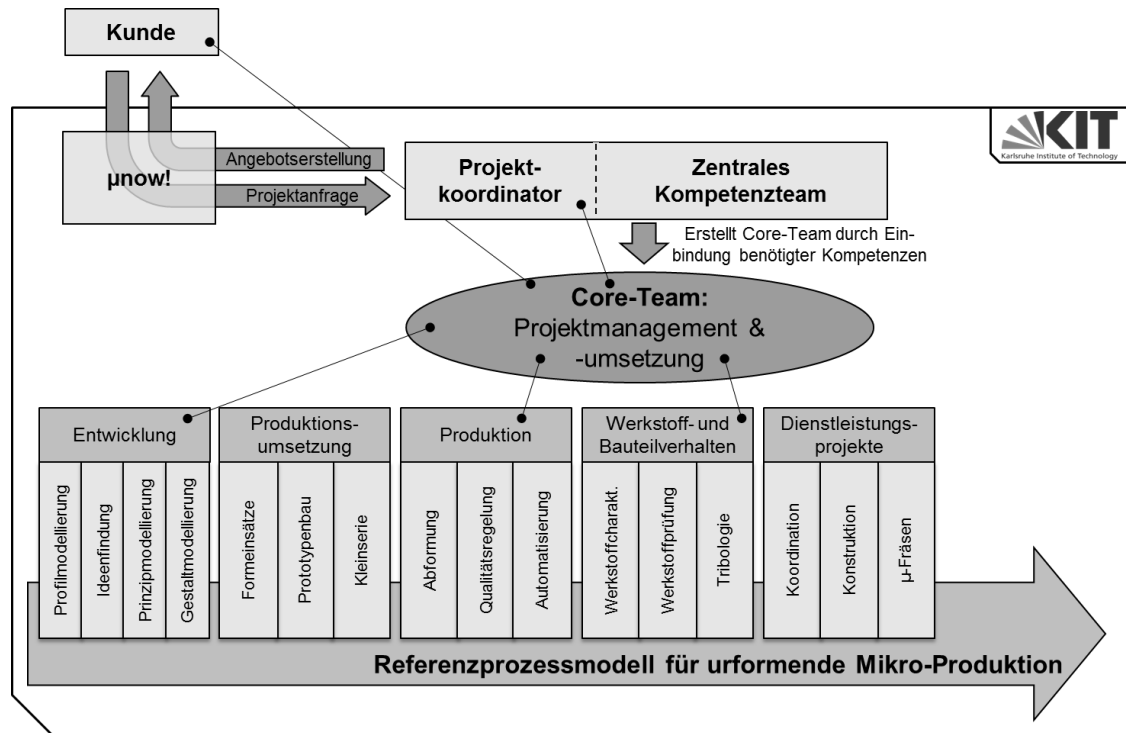 Kunde
KIT
Karlsruhe Institute of Technology
µnow!
Angebotserstellung
Projektanfrage
Projekt-
koordinator
Zentrales
Kompetenzteam
Erstellt Core-Team durch Ein-
bindung benötigter Kompetenzen
Core-Team:
Projektmanagement &
-umsetzung
Entwicklung
Profilmodellierung
Ideenfindung
Prinzipmodellierung
Gestaltmodellierung
Produktions-
umsetzung
Formeinsätze
Prototypenbau
Kleinserie
Produktion
Abformung
Qualitätsregelung
Automatisierung
Werkstoff- und
Bauteilverhalten
Werkstoffcharakt.
Werkstoffprüfung
Tribologie
Dienstleistungs-
projekte
Koordination
Konstruktion
µ-Fräsen
Referenzprozessmodell für urformende Mikro-Produktion